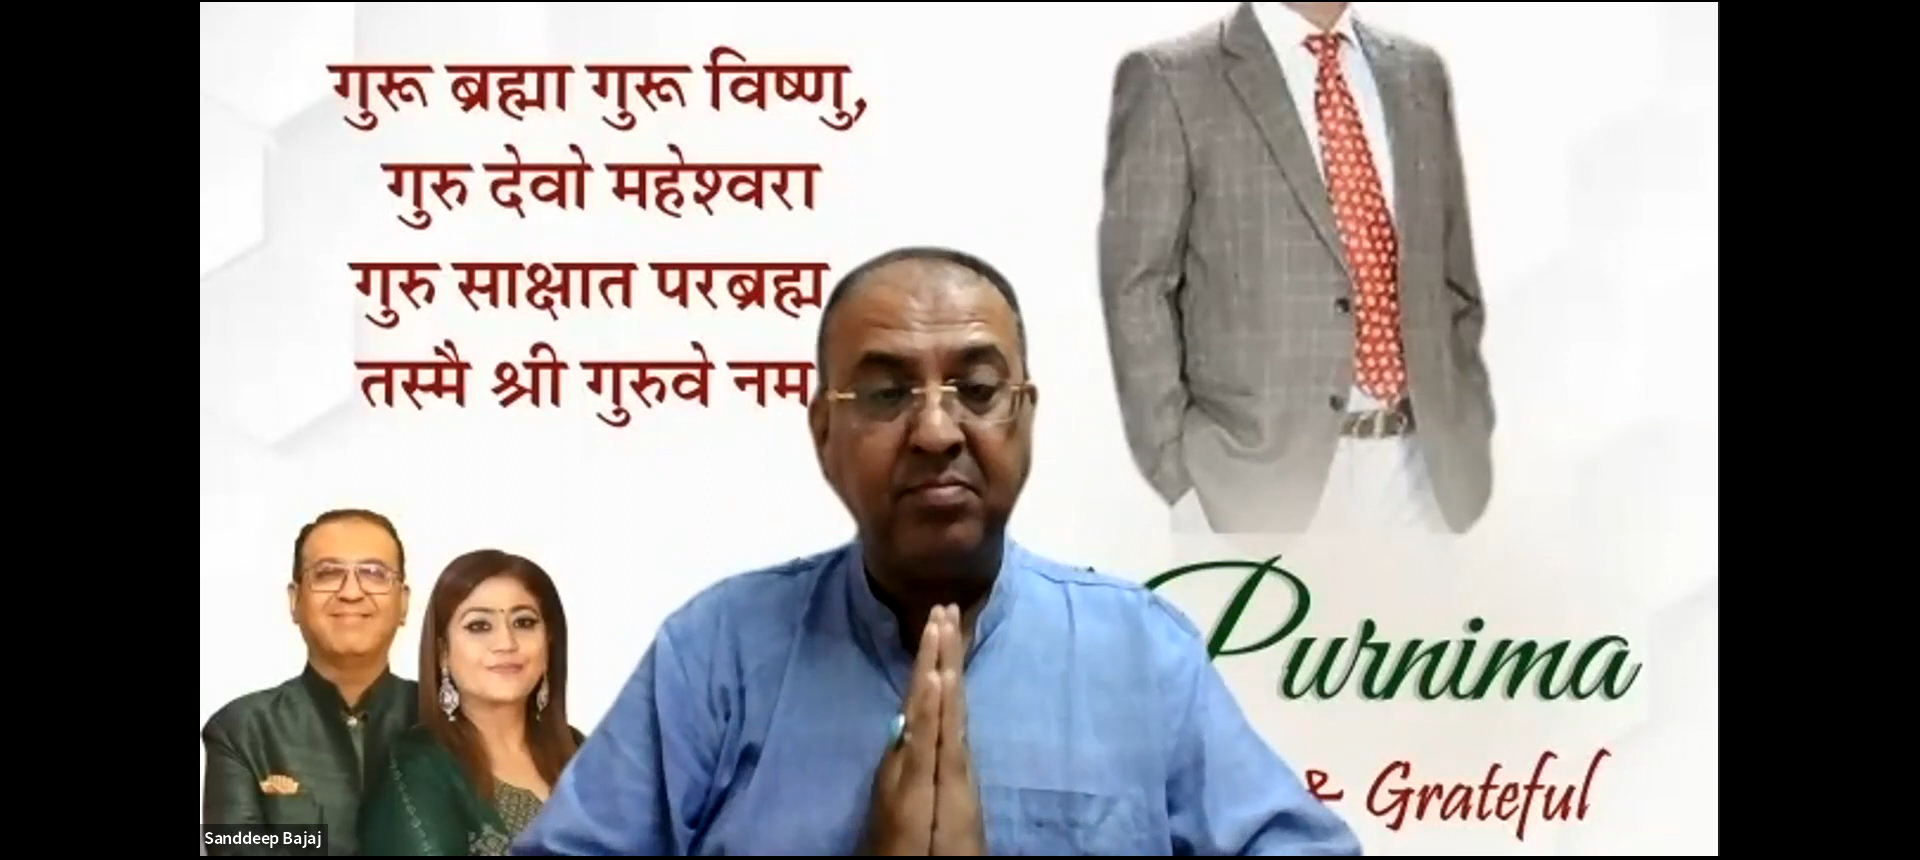 गुरू ब्रह्मा गुरू विष्णु,
गुरु देवो महेश्वरा
गुरु साक्षात परब्रह्म
तस्मै श्री गुरुवे नम
Purnima
& Grateful
Sanddeep Bajaj